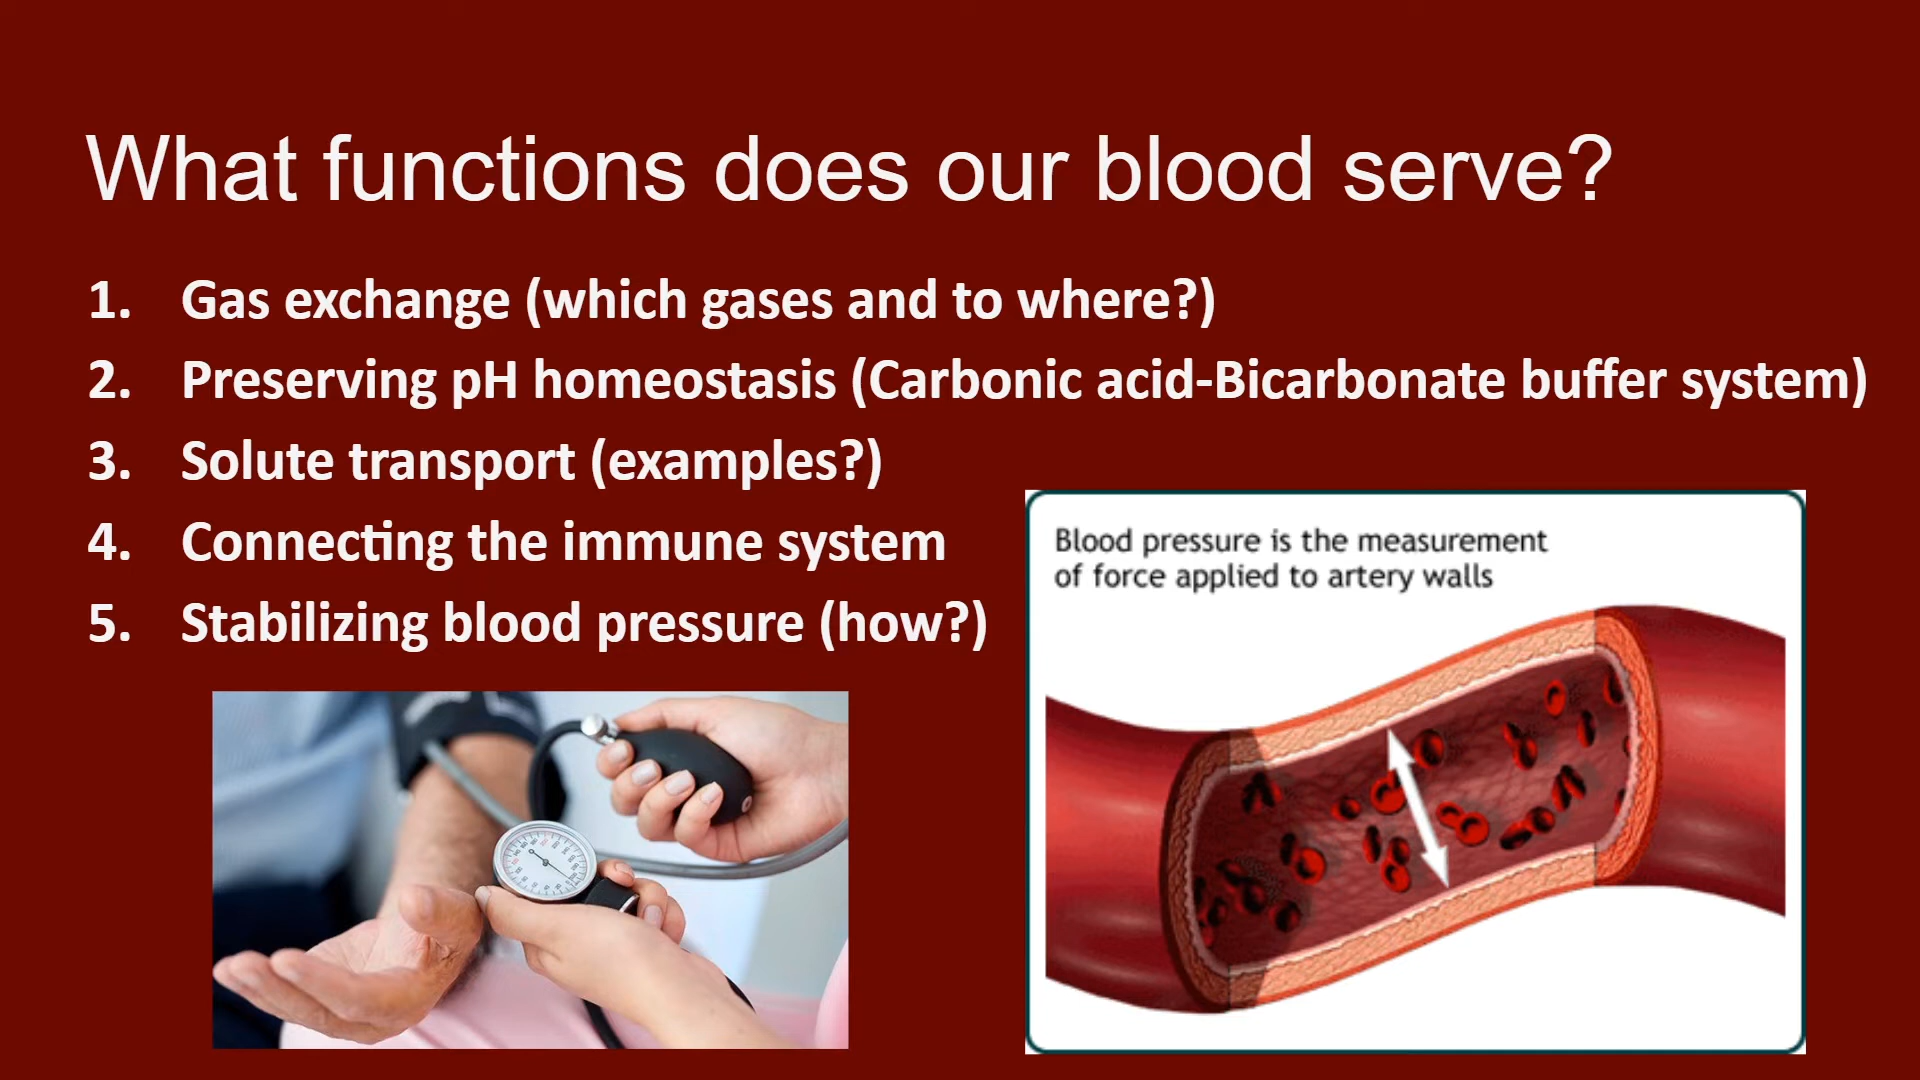 What functions does our blood serve?
1. Gas exchange (which gases and to where?)
2. Preserving pH homeostasis (Carbonic acid-Bicarbonate buffer system)
3. Solute transport (examples?)
4. Connecting the immune system
5. Stabilizing blood pressure (how?)
Blood pressure is the measurement
of force applied to artery walls